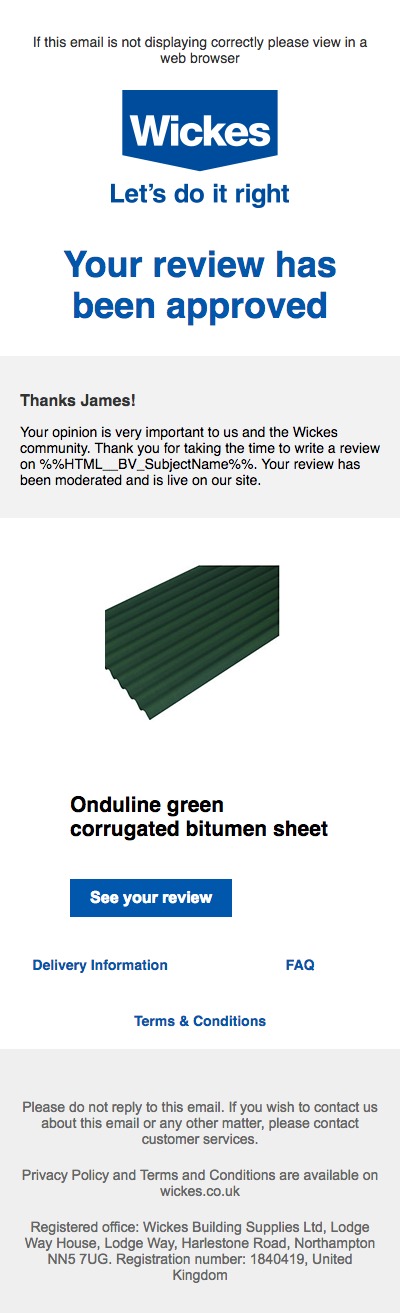 If this email is not displaying correctly please view in a
web browser
Wickes
Let's do it right
Your review has
been approved
Thanks James!
Your opinion is very important to us and the Wickes
community. Thank you for taking the time to write a review
on %%HTML__BV_SubjectName%%. Your review has
been moderated and is live on our site.
Onduline green
corrugated bitumen sheet
See your review
Delivery Information
FAQ
Terms & Conditions
Please do not reply to this email. If you wish to contact us
about this email or any other matter, please contact
customer services.
Privacy Policy and Terms and Conditions are available on
wickes.co.uk
Registered office: Wickes Building Supplies Ltd, Lodge
Way House, Lodge Way, Harlestone Road, Northampton
NN5 7UG. Registration number: 1840419, United
Kingdom